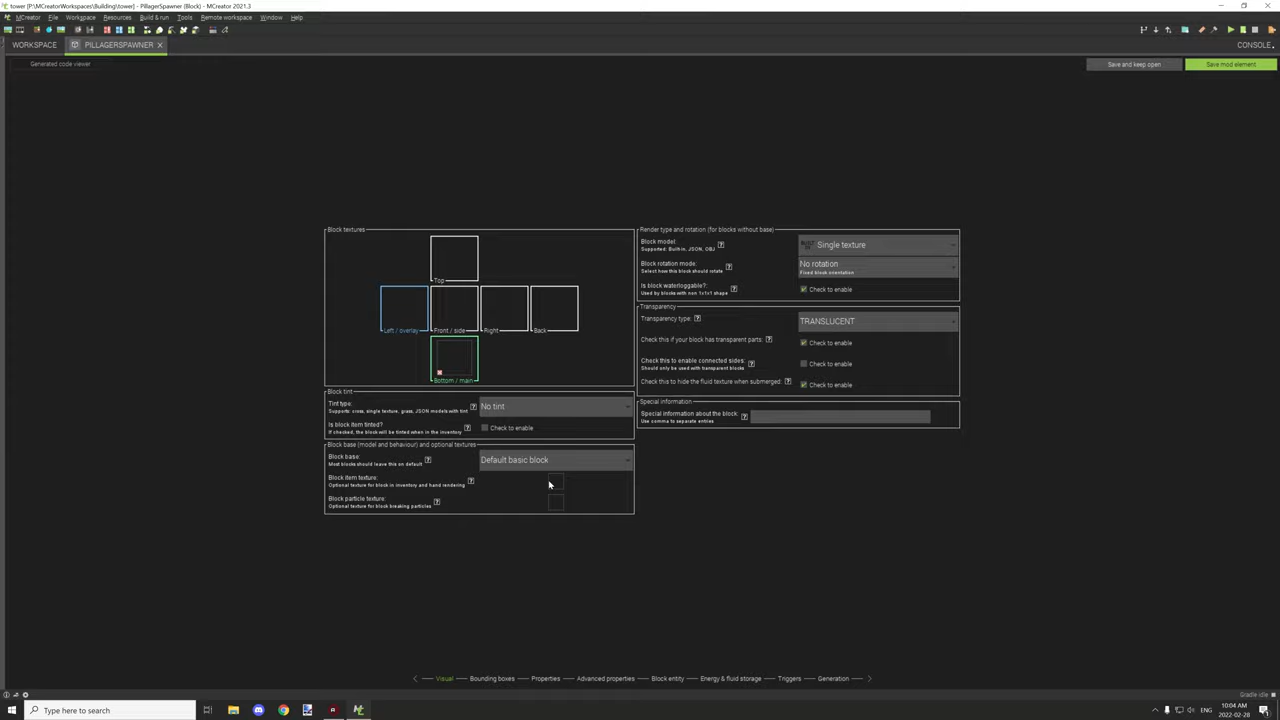 tower [P:\MCreatorWorkspaces\Building\tower] - PillagerSpawner (Block) - MCreator 2021.3
MCreator File Workspace Resources Build & run Tools Remote workspace Window Help
WORKSPACE PILLAGERSPAWNER CONSOLE
Generated code viewer Save and keep open Save mod element
Block textures
Top
Left / overlay Front / side Right Back
Bottom / main
Block tint
Tint type: ? No tint
Supports: cross, single texture, grass, JSON models with tint
Is block item tinted? ? Check to enable
If checked, the block will be tinted when in the inventory
Block base (model and behaviour) and optional textures
Block base: ? Default basic block
Most blocks should leave this on default
Block item texture: ?
Optional texture for block in inventory and hand rendering
Block particle texture: ?
Optional texture for block breaking particles
Render type and rotation (for blocks without base)
Block model: ? Single texture
Supported: Built-in, JSON, OBJ
Block rotation mode: ? No rotation
Select how this block should rotate Fixed block orientation
Is block waterloggable?: ? Check to enable
Used by blocks with non 1x1x1 shape
Transparency
Transparency type: ? TRANSLUCENT
Check this if your block has transparent parts: ? Check to enable
Check this to enable connected sides: ? Check to enable
Should only be used with transparent blocks
Check this to hide the fluid texture when submerged: ? Check to enable
Special information
Special information about the block: ?
Use comma to separate entries
Visual Bounding boxes Properties Advanced properties Block entity Energy & fluid storage Triggers Generation
Gradle idle
Type here to search
ENG
10:04 AM
2022-02-28